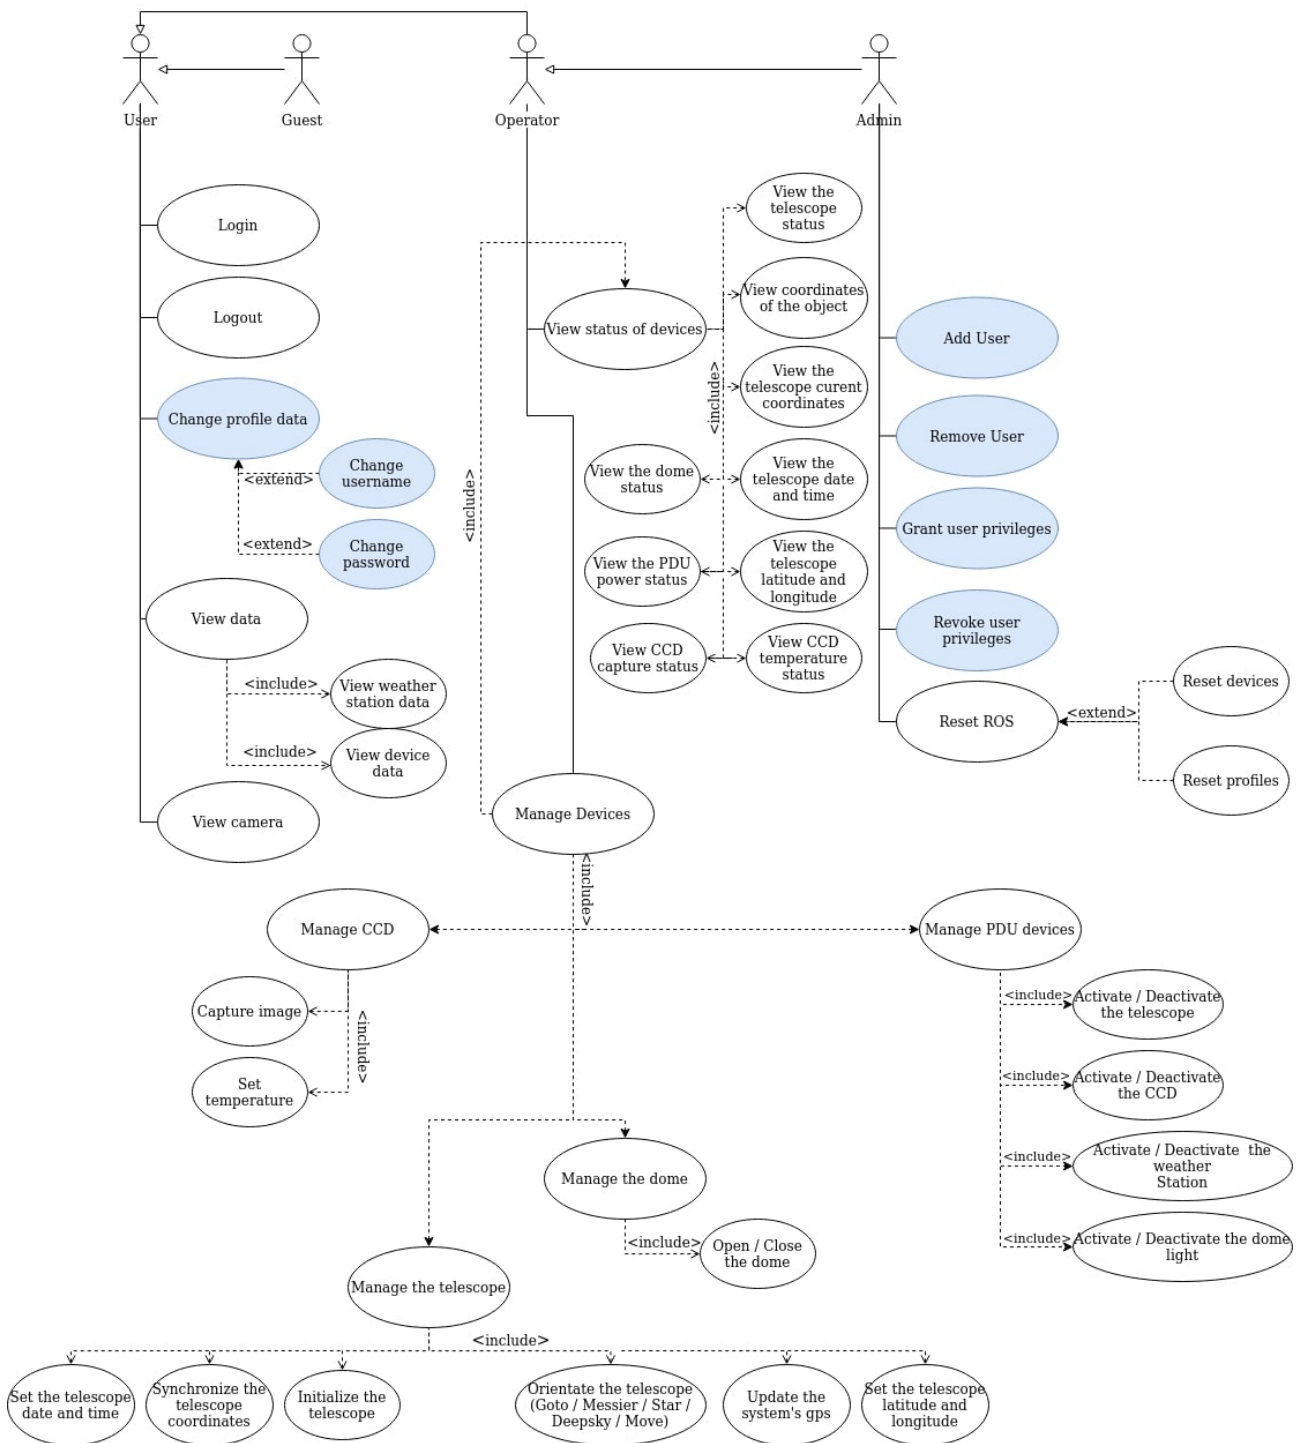 User
Guest
Operator
Admin
Login
Logout
Change profile data
<extend>
Change
username
<extend>
Change
password
View data
<include>
View weather
station data
<include>
View device
data
View camera
<include>
View status of devices
<include>
View the
telescope
status
View coordinates
of the object
View the
telescope curent
coordinates
View the dome
status
View the
telescope date
and time
View the PDU
power status
View the
telescope
latitude and
longitude
View CCD
capture status
View CCD
temperature
status
Add User
Remove User
Grant user privileges
Revoke user
privileges
Reset ROS
<extend>
Reset devices
Reset profiles
Manage Devices
<include>
Manage CCD
Manage PDU devices
Capture image
<include>
Set
temperature
<include>
Activate / Deactivate
the telescope
<include>
Activate / Deactivate
the CCD
<include>
Activate / Deactivate  the
weather
Station
<include>
Activate / Deactivate the dome
light
Manage the dome
<include>
Open / Close
the dome
Manage the telescope
<include>
Set the telescope
date and time
Synchronize the
telescope
coordinates
Initialize the
telescope
Orientate the telescope
(Goto / Messier / Star /
Deepsky / Move)
Update the
system's gps
Set the telescope
latitude and
longitude